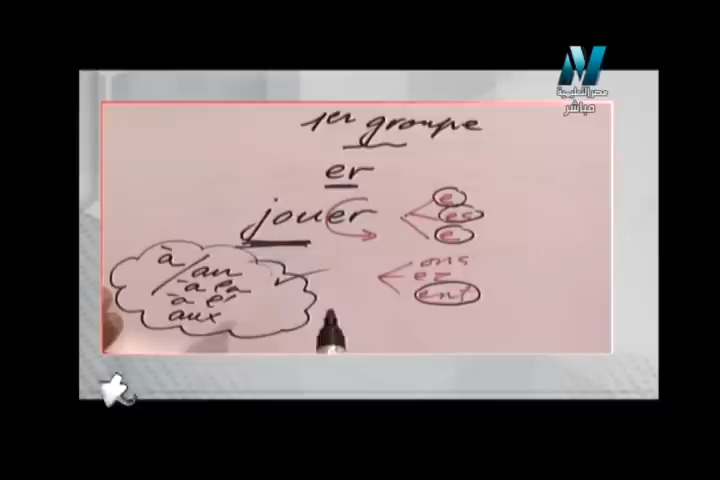 مصر التعليمية
مباشر
1er groupe
er
jouer
e
es
e
à / au
à la
à l'
aux
ons
ez
ent